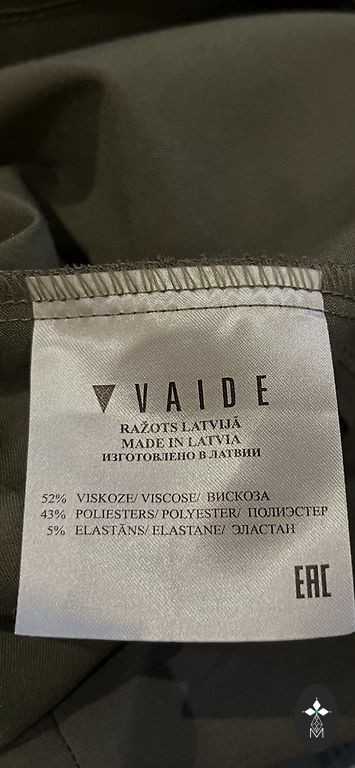 VAIDE
RAŽOTS LATVIJĀ
MADE IN LATVIA
ИЗГОТОВЛЕНО В ЛАТВИИ
52% VISKOZE/ VISCOSE/ ВИСКОЗА
43% POLIESTERS/ POLYESTER/ ПОЛИЭСТЕР
5% ELASTĀNS/ ELASTANE/ ЭЛАСТАН
EAC
M